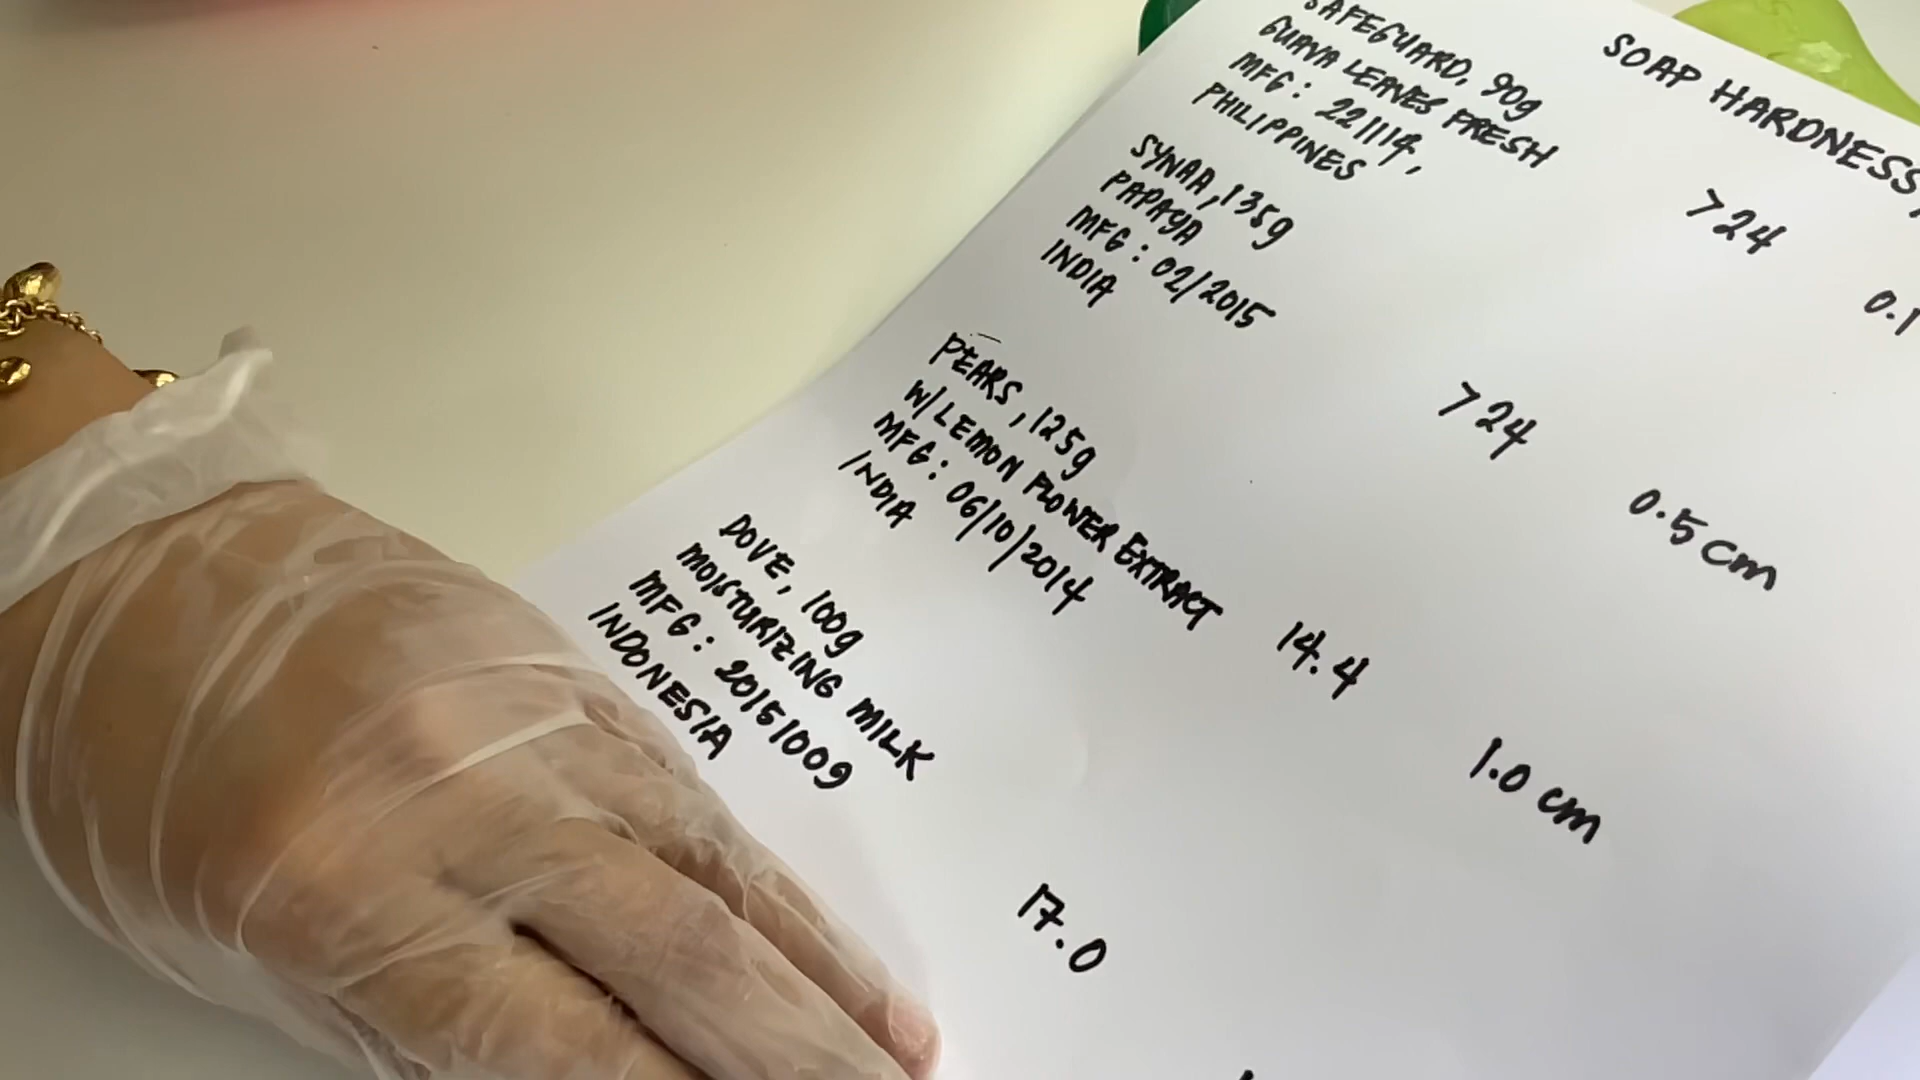 SAFEGUARD, 90g
GUAVA LEAVES FRESH
MFG: 221114,
PHILIPPINES
SOAP HARDNESS,
>24
0.1
SYNAA, 135g
PAPAYA
MFG: 02/2015
INDIA
>24
0.5 cm
PEARS, 125g
W/ LEMON FLOWER EXTRACT
MFG: 06/10/2014
INDIA
14.4
1.0 cm
DOVE, 100g
MOISTURIZING MILK
MFG: 20151009
INDONESIA
17.0